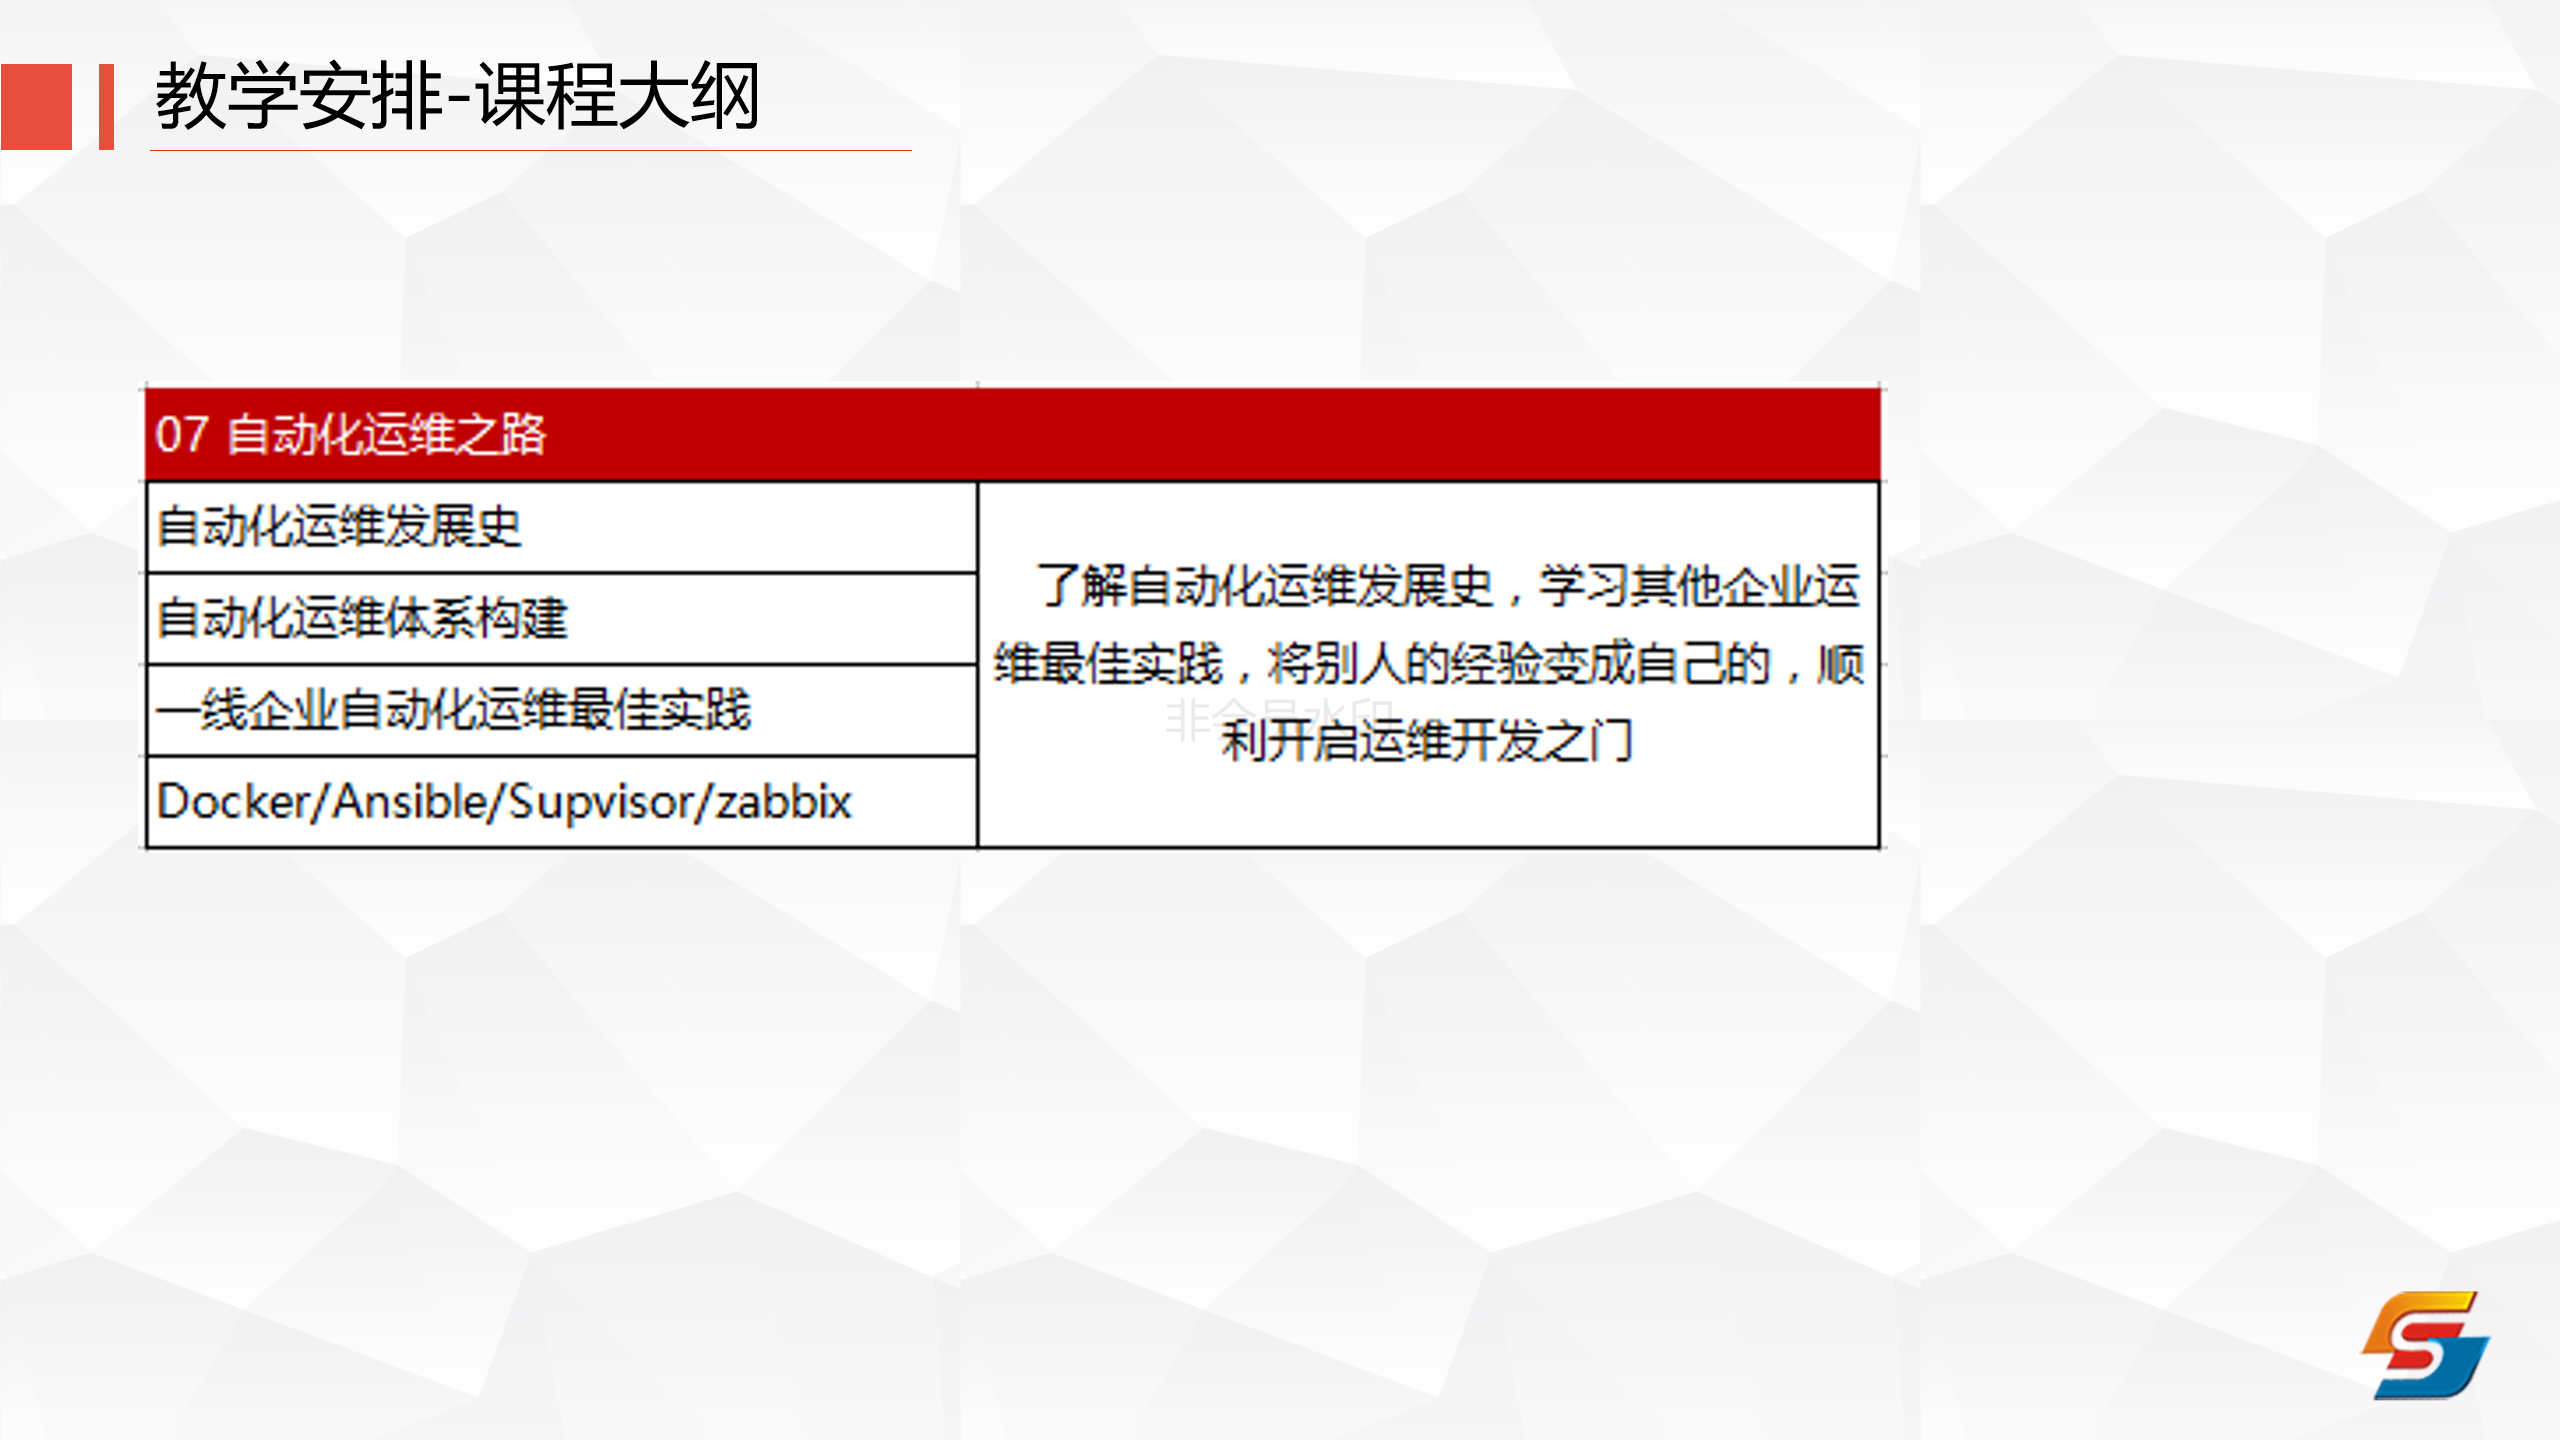 教学安排-课程大纲
07 自动化运维之路
自动化运维发展史
自动化运维体系构建
一线企业自动化运维最佳实践
Docker/Ansible/Supvisor/zabbix
了解自动化运维发展史，学习其他企业运
维最佳实践，将别人的经验变成自己的，顺
利开启运维开发之门
非会员水印